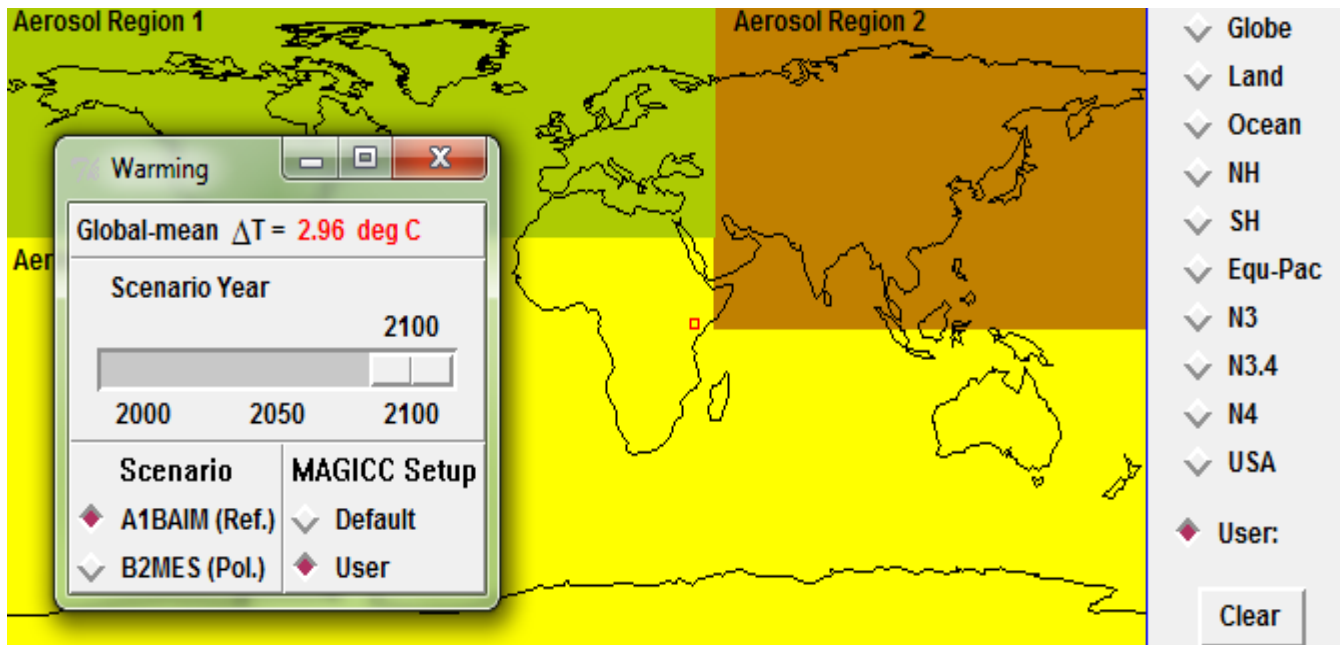 Aerosol Region 1
Aerosol Region 2
Warming
Global-mean ΔT = 2.96 deg C
Aer
Scenario Year
2100
2000 2050 2100
Scenario
A1BAIM (Ref.)
B2MES (Pol.)
MAGICC Setup
Default
User
Globe
Land
Ocean
NH
SH
Equ-Pac
N3
N3.4
N4
USA
User:
Clear